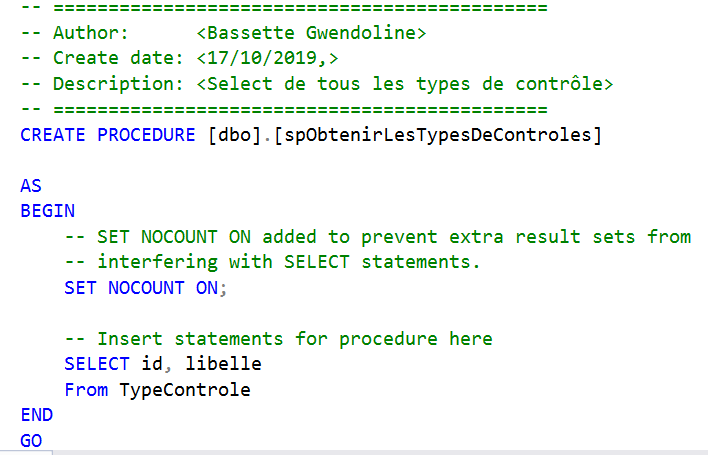 -- =============================================
-- Author:      <Bassette Gwendoline>
-- Create date: <17/10/2019,>
-- Description: <Select de tous les types de contrôle>
-- =============================================
CREATE PROCEDURE [dbo].[spObtenirLesTypesDeControles]
AS
BEGIN
    -- SET NOCOUNT ON added to prevent extra result sets from
    -- interfering with SELECT statements.
    SET NOCOUNT ON;
    -- Insert statements for procedure here
    SELECT id, libelle
    From TypeControle
END
GO